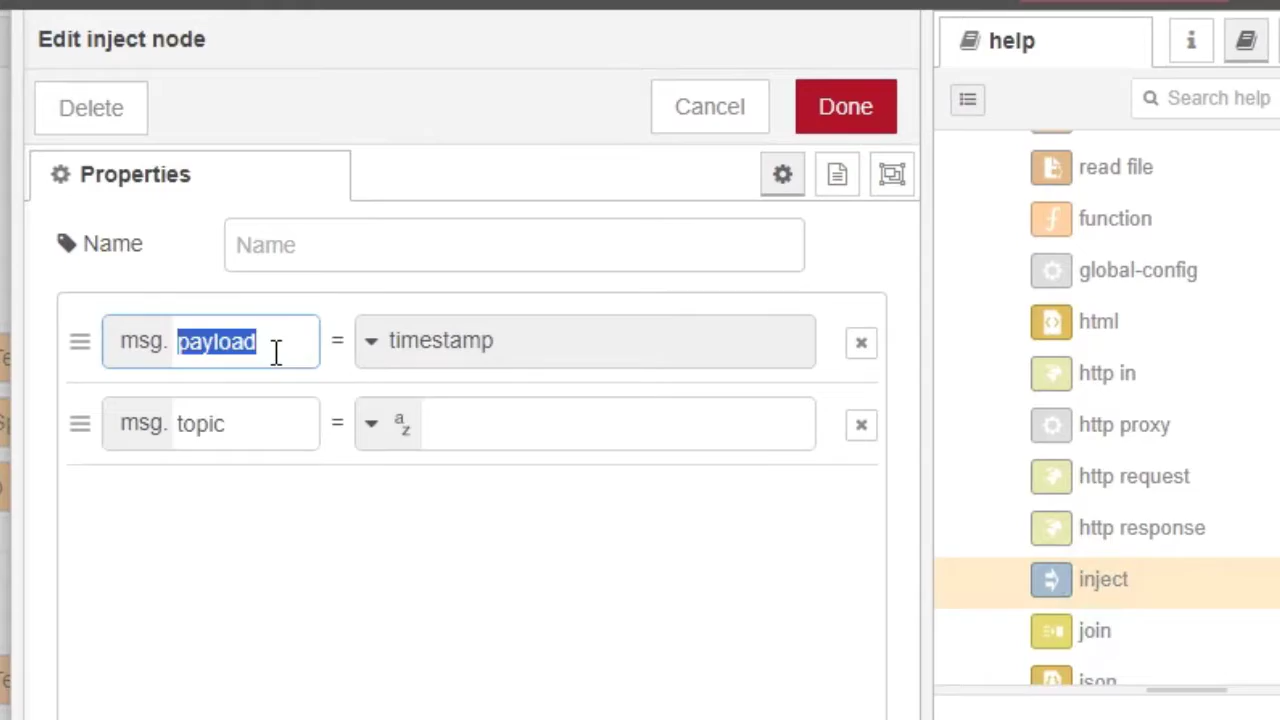 Edit inject node
Delete
Cancel
Done
Properties
Name
Name
msg. payload = timestamp
msg. topic = a z
help
Search help
read file
function
global-config
html
http in
http proxy
http request
http response
inject
join
json